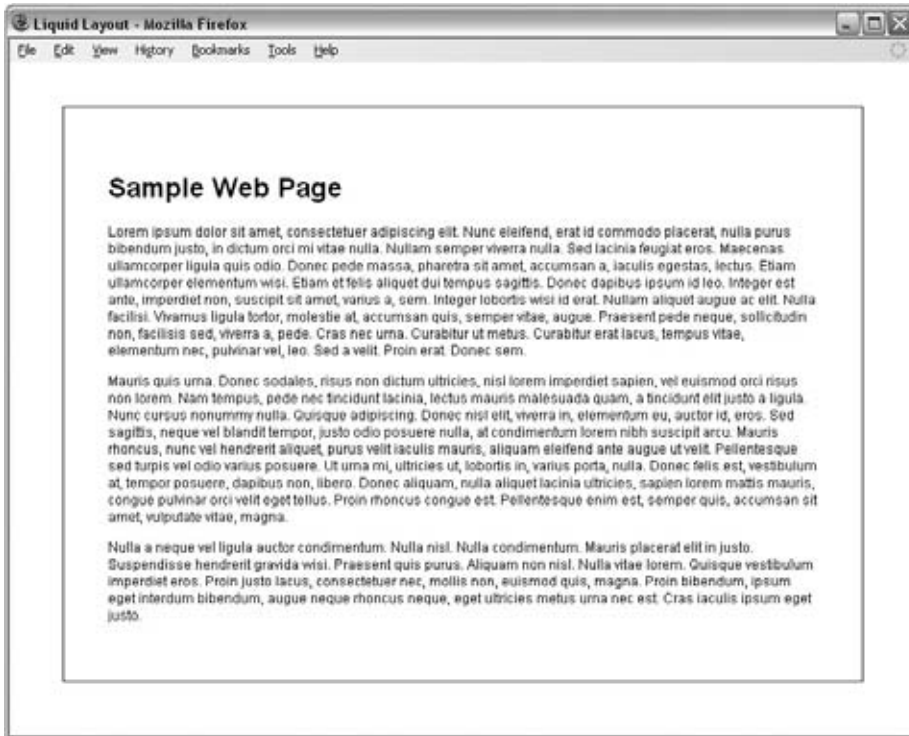 Liquid Layout - Mozilla Firefox
File Edit View History Bookmarks Tools Help
Sample Web Page
Lorem ipsum dolor sit amet, consectetuer adipiscing elit. Nunc eleifend, erat id commodo placerat, nulla purus
bibendum justo, in dictum orci mi vitae nulla. Nullam semper viverra nulla. Sed lacinia feugiat eros. Maecenas
ullamcorper ligula quis odio. Donec pede massa, pharetra sit amet, accumsan a, iaculis egestas, lectus. Etiam
ullamcorper elementum wisi. Etiam et felis aliquet dui tempus sagittis. Donec dapibus ipsum id leo. Integer est
ante, imperdiet non, suscipit sit amet, varius a, sem. Integer lobortis wisi id erat. Nullam aliquet augue ac elit. Nulla
facilisi. Vivamus ligula tortor, molestie at, accumsan quis, semper vitae, augue. Praesent pede neque, sollicitudin
non, facilisis sed, viverra a, pede. Cras nec urna. Curabitur ut metus. Curabitur erat lacus, tempus vitae,
elementum nec, pulvinar vel, leo. Sed a velit. Proin erat. Donec sem.
Mauris quis urna. Donec sodales, risus non dictum ultricies, nisl lorem imperdiet sapien, vel euismod orci risus
non lorem. Nam tempus, pede nec tincidunt lacinia, lectus mauris malesuada quam, a tincidunt elit justo a ligula.
Nunc cursus nonummy nulla. Quisque adipiscing. Donec nisl elit, viverra in, elementum eu, auctor id, eros. Sed
sagittis, neque vel blandit tempor, justo odio posuere nulla, at condimentum lorem nibh suscipit arcu. Mauris
rhoncus, nunc vel hendrerit aliquet, purus velit iaculis mauris, aliquam eleifend ante augue ut velit. Pellentesque
sed turpis vel odio varius posuere. Ut urna mi, ultricies ut, lobortis in, varius porta, nulla. Donec felis est, vestibulum
at, tempor posuere, dapibus non, libero. Donec aliquam, nulla aliquet lacinia ultricies, sapien lorem mattis mauris,
congue pulvinar orci velit eget tellus. Proin rhoncus congue est. Pellentesque enim est, semper quis, accumsan sit
amet, vulputate vitae, magna.
Nulla a neque vel ligula auctor condimentum. Nulla nisl. Nulla condimentum. Mauris placerat elit in justo.
Suspendisse hendrerit gravida wisi. Praesent quis purus. Aliquam non nisl. Nulla vitae lorem. Quisque vestibulum
imperdiet eros. Proin justo lacus, consectetuer nec, mollis non, euismod quis, magna. Proin bibendum, ipsum
eget interdum bibendum, augue neque rhoncus neque, eget ultricies metus urna nec est. Cras iaculis ipsum eget
justo.